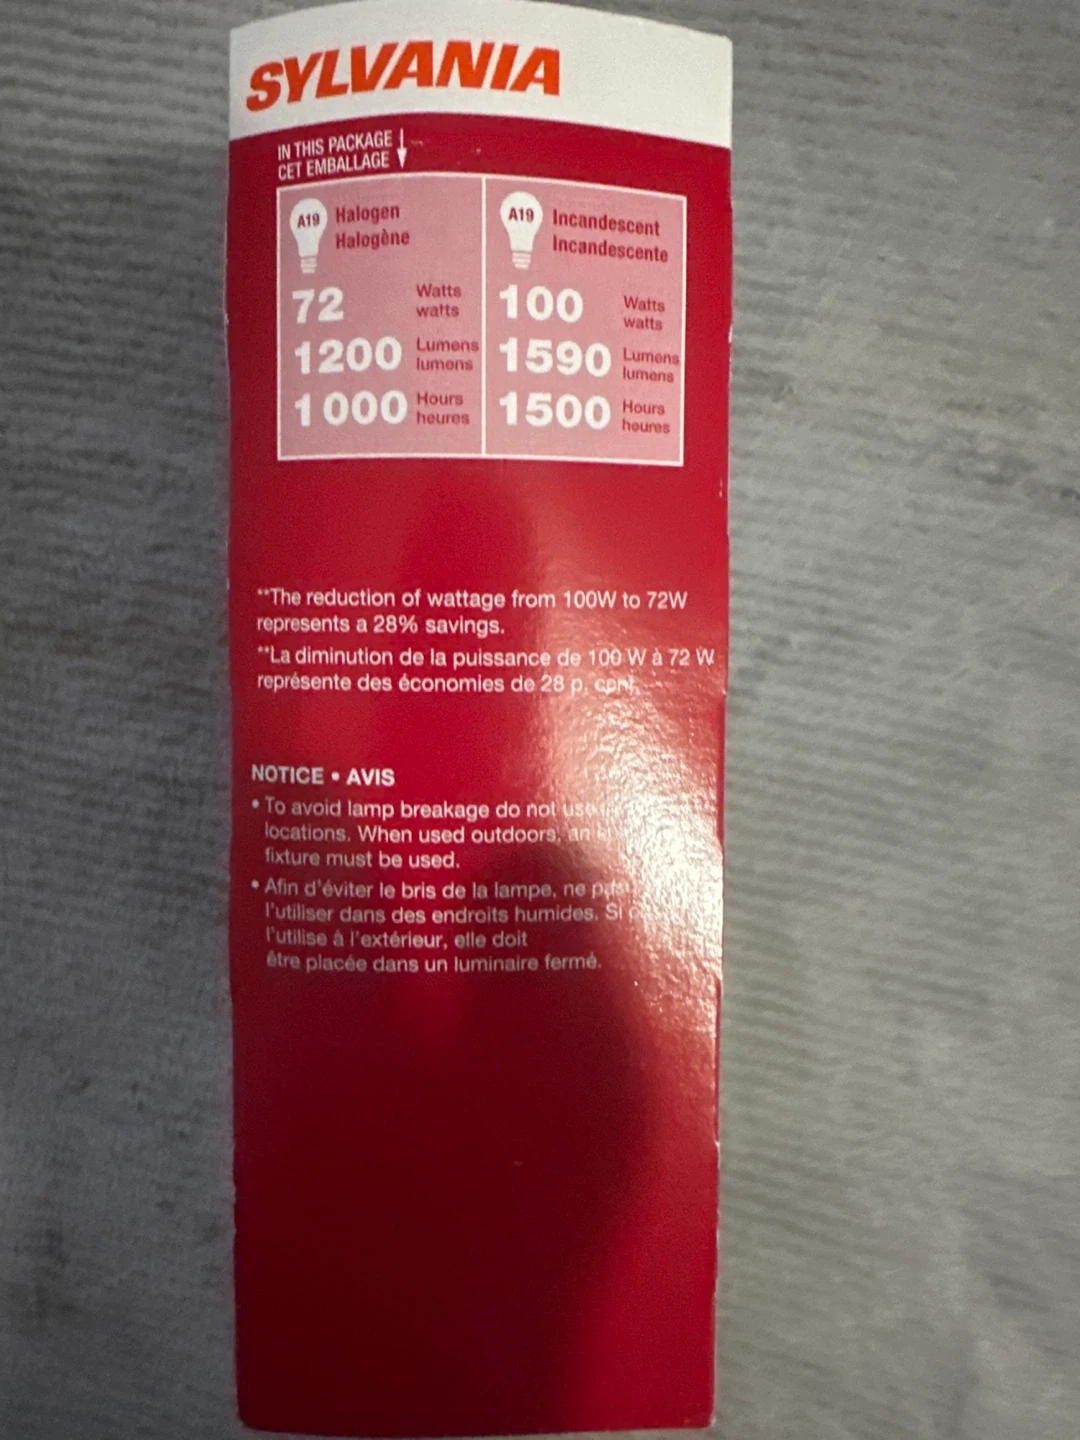 SYLVANIA
IN THIS PACKAGE
CET EMBALLAGE
A19 Halogen
Halogène
72 Watts
watts
1200 Lumens
lumens
1000 Hours
heures
A19 Incandescent
Incandescente
100 Watts
watts
1590 Lumens
lumens
1500 Hours
heures
**The reduction of wattage from 100W to 72W
represents a 28% savings.
**La diminution de la puissance de 100 W à 72 W
représente des économies de 28 p. cent.
NOTICE • AVIS
• To avoid lamp breakage do not use
locations. When used outdoors, an
fixture must be used.
• Afin d'éviter le bris de la lampe, ne pas
l'utiliser dans des endroits humides. Si
l'utilise à l'extérieur, elle doit
être placée dans un luminaire fermé.